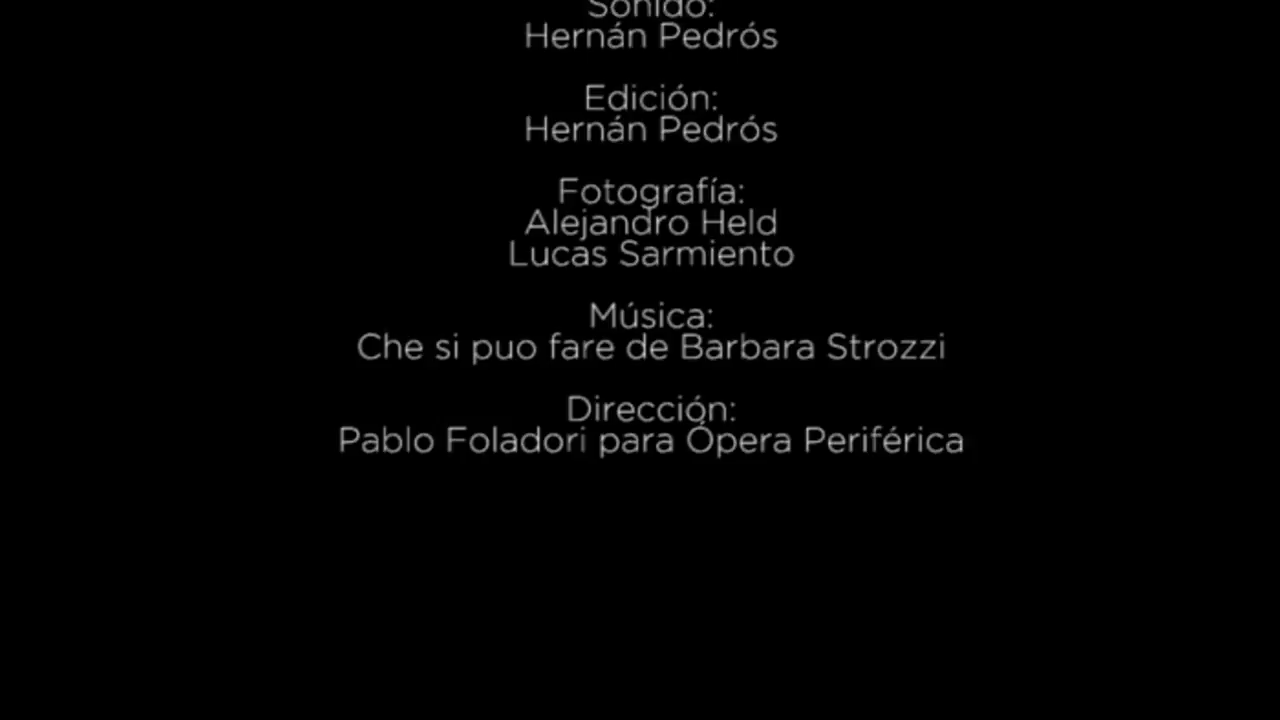 Sonido:
Hernán Pedrós
Edición:
Hernán Pedrós
Fotografía:
Alejandro Held
Lucas Sarmiento
Música:
Che si puo fare de Barbara Strozzi
Dirección:
Pablo Foladori para Ópera Periférica